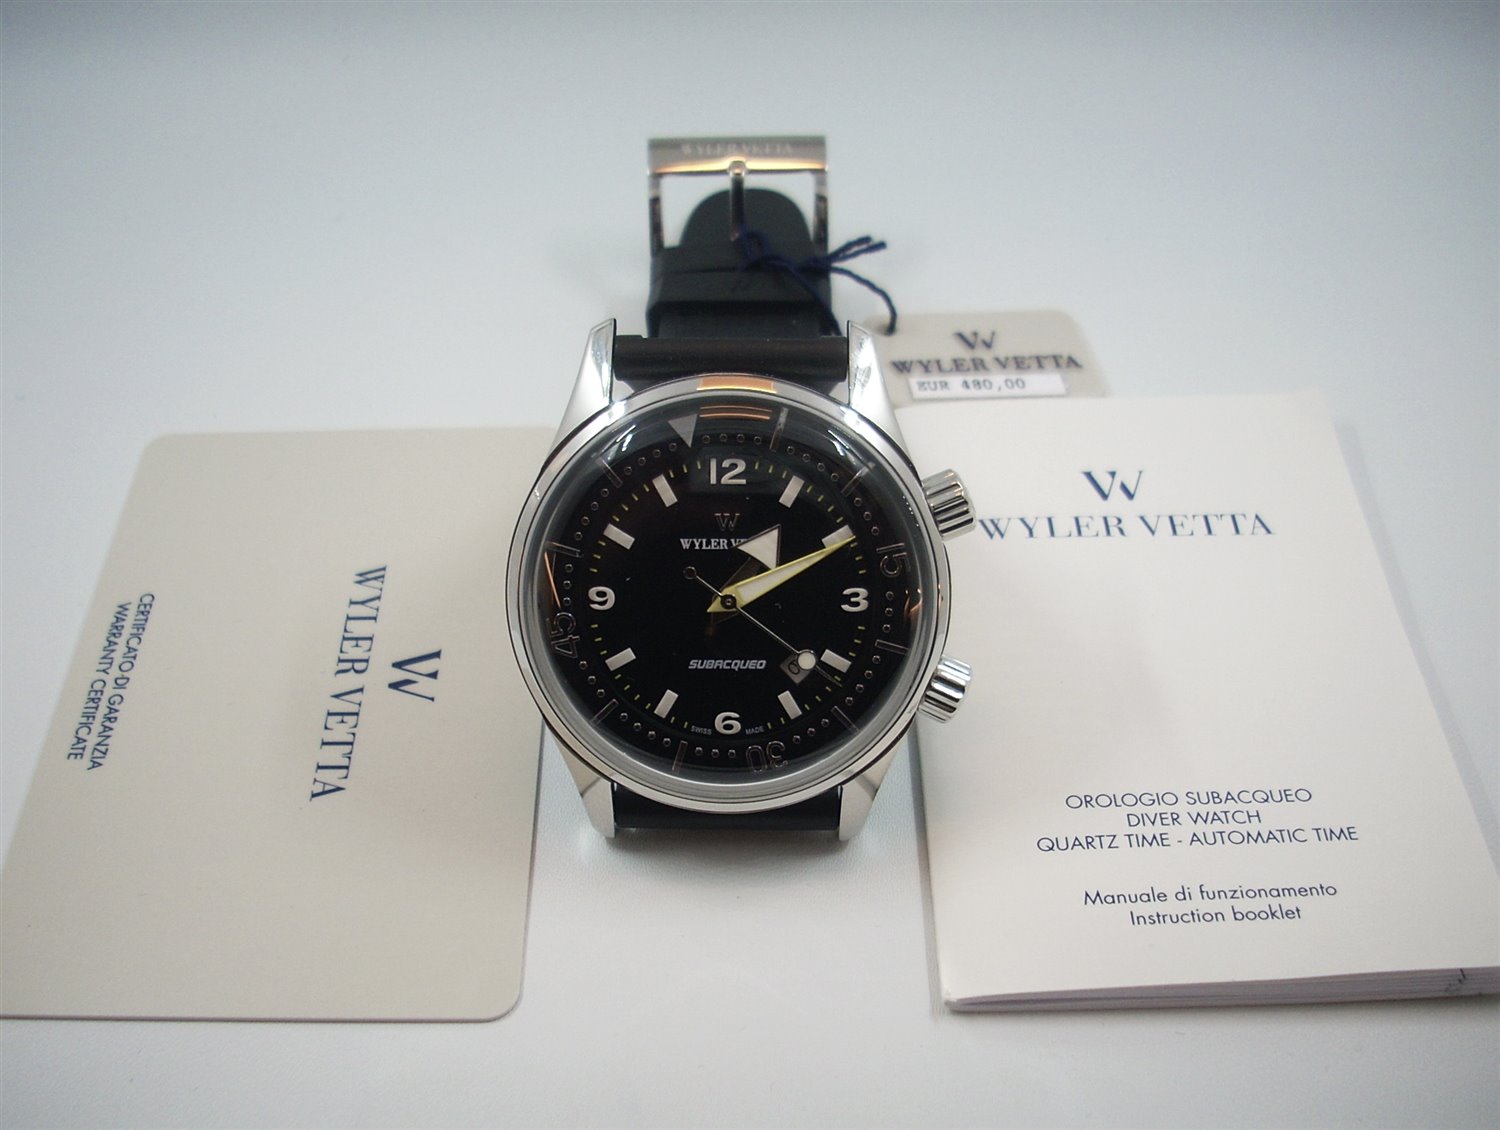 WYLER VETTA
WYLER VETTA
EUR 480,00
12
WYLER VETTA
9
3
SUBACQUEO
6
6
SWISS MADE
15
30
45
WYLER VETTA
CERTIFICATO DI GARANZIA
WARRANTY CERTIFICATE
WYLER VETTA
OROLOGIO SUBACQUEO
DIVER WATCH
QUARTZ TIME - AUTOMATIC TIME
Manuale di funzionamento
Instruction booklet